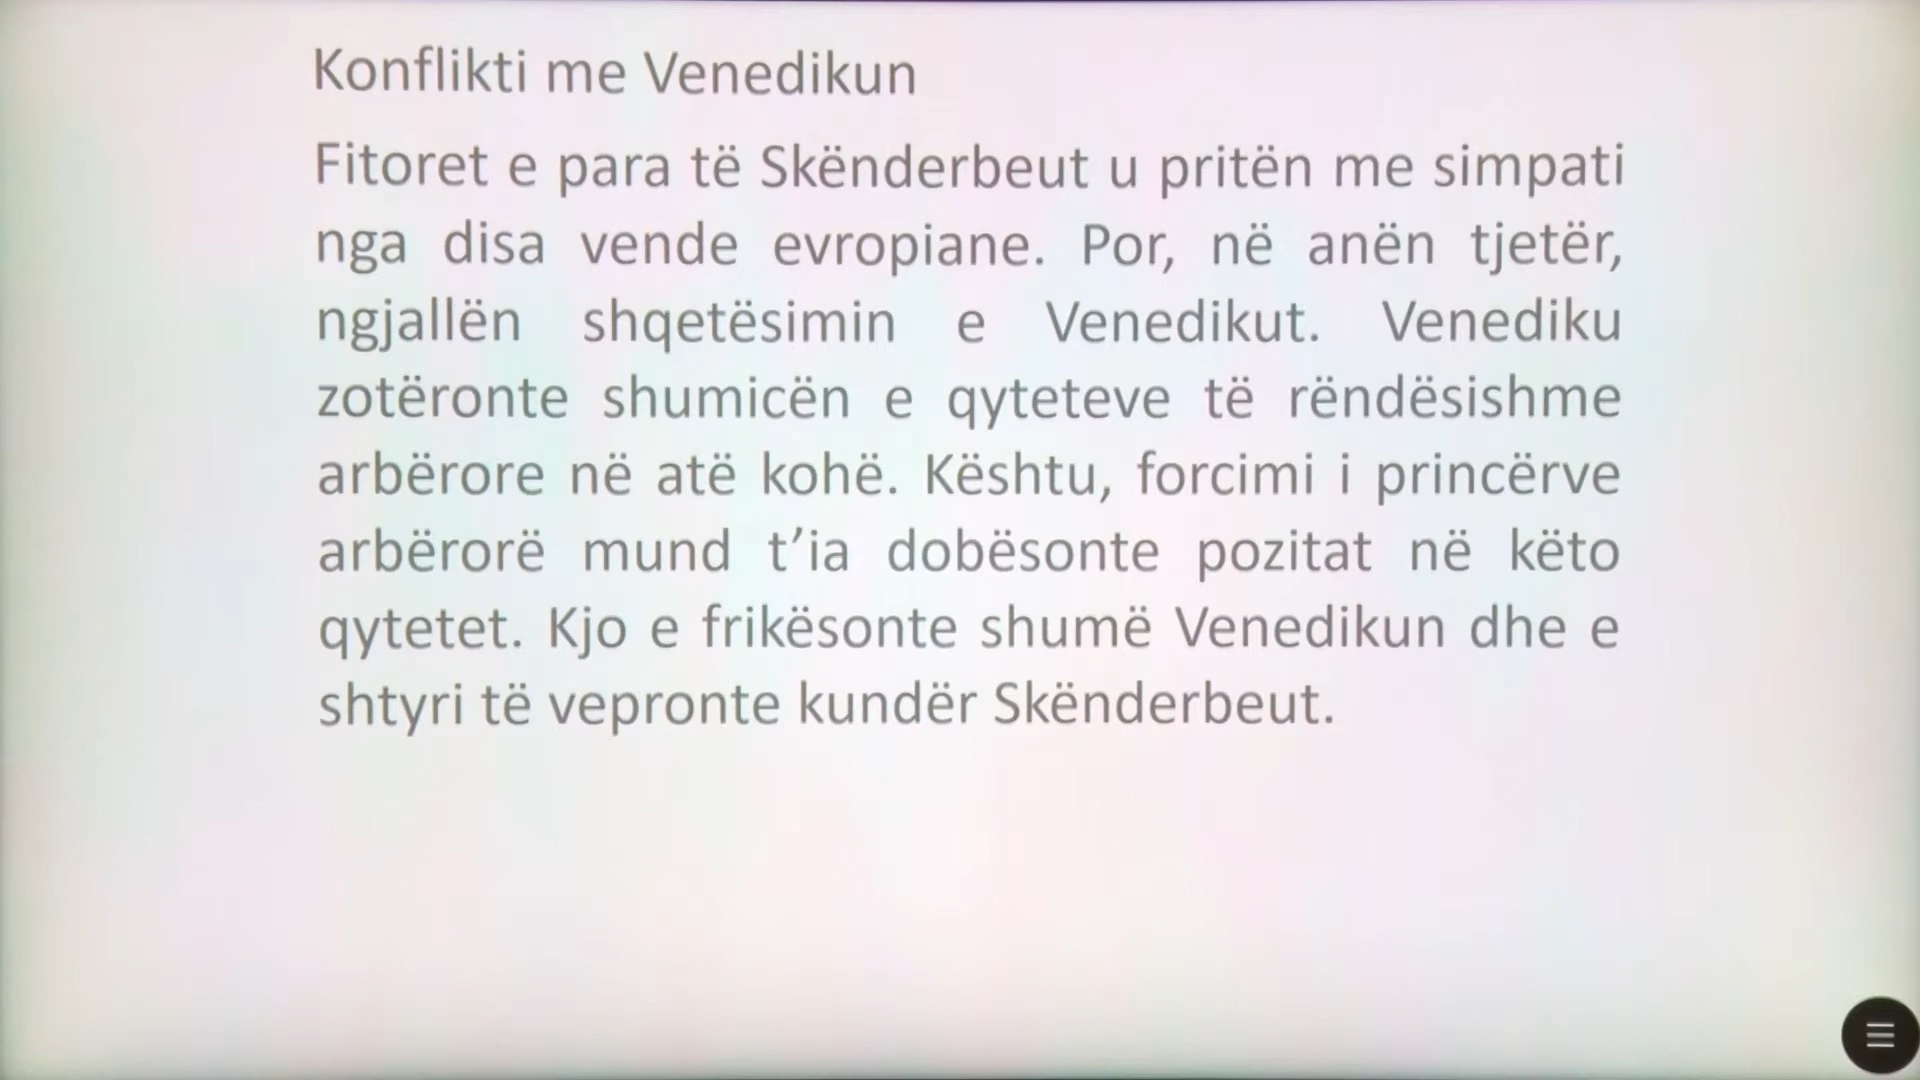 Konflikti me Venedikun
Fitoret e para të Skënderbeut u pritën me simpati
nga disa vende evropiane. Por, në anën tjetër,
ngjallën shqetësimin e Venedikut. Venediku
zotëronte shumicën e qyteteve të rëndësishme
arbërore në atë kohë. Kështu, forcimi i princërve
arbërorë mund t’ia dobësonte pozitat në këto
qytetet. Kjo e frikësonte shumë Venedikun dhe e
shtyri të vepronte kundër Skënderbeut.